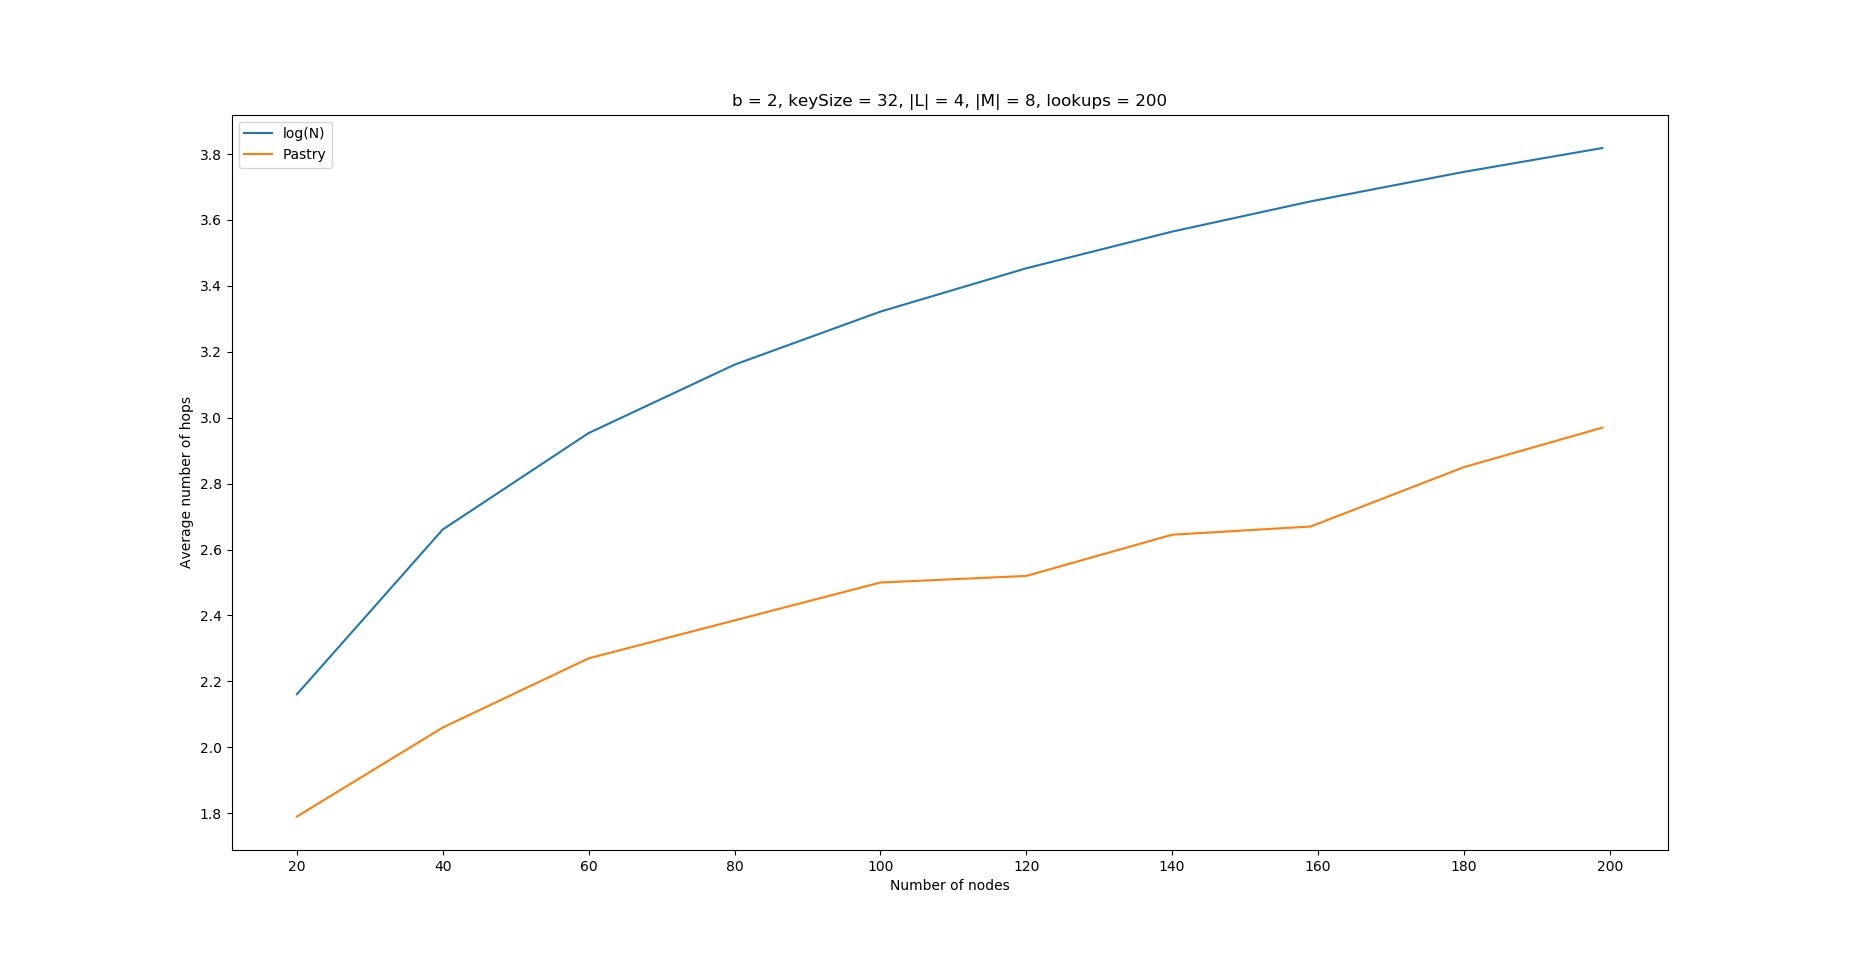 b = 2, keySize = 32, |L| = 4, |M| = 8, lookups = 200
log(N)
Pastry
3.8
3.6
3.4
3.2
3.0
2.8
2.6
2.4
2.2
2.0
1.8
Average number of hops
20 40 60 80 100 120 140 160 180 200
Number of nodes